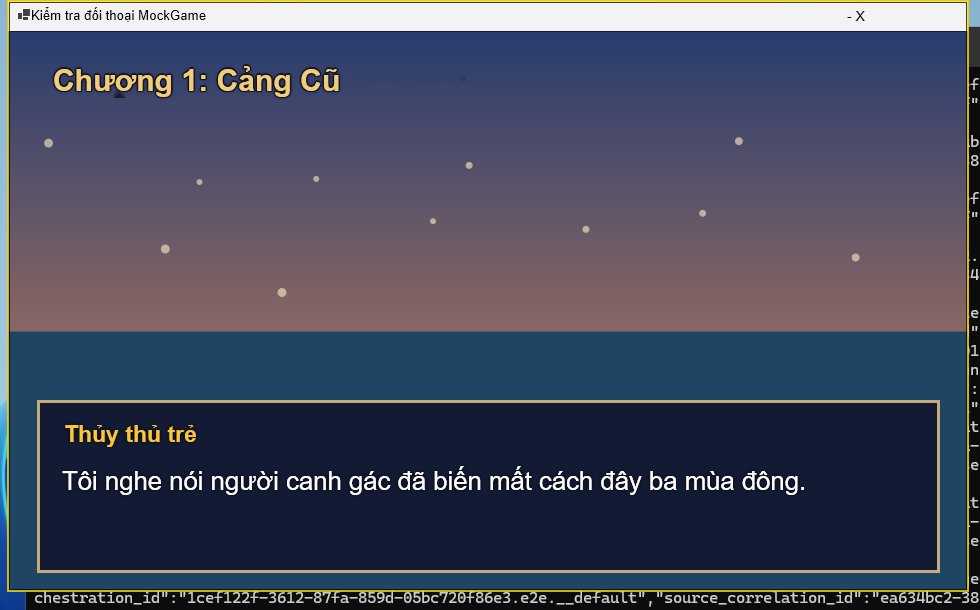 Kiểm tra đối thoại MockGame
- X
Chương 1: Cảng Cũ
Thủy thủ trẻ
Tôi nghe nói người canh gác đã biến mất cách đây ba mùa đông.
chestration_id":"1cef122f-3612-87fa-859d-05bc720f86e3.e2e.__default","source_correlation_id":"ea634bc2-38